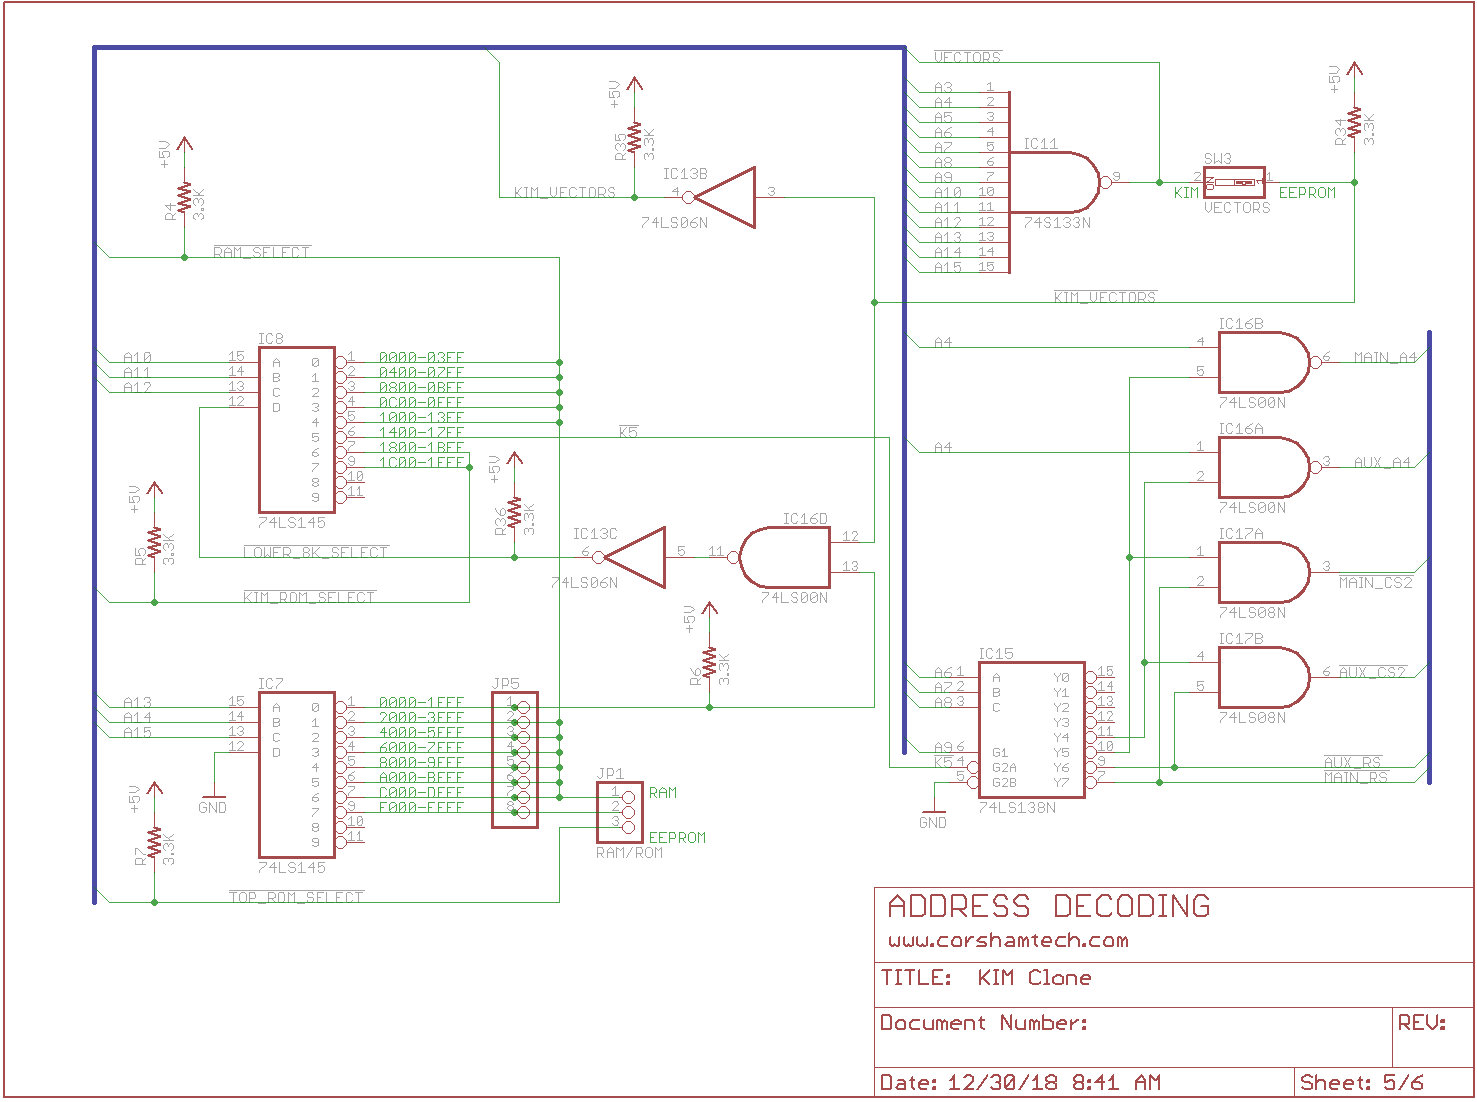 VECTORS
A3 1
A4 2
A5 3
A6 4
A7 5
A8 6
A9 7
A10 10
A11 11
A12 12
A13 13
A14 14
A15 15
IC11
9
74S133N
SW3
2 ON 1
KIM
EEPROM
VECTORS
+5V
R34
3.3K
+5V
R35
3.3K
IC13B
KIM_VECTORS
4
3
74LS06N
+5V
R4
3.3K
RAM_SELECT
KIM_VECTORS
IC8
A10 15 A 0 1 0000-03FF
A11 14 B 1 2 0400-07FF
A12 13 C 2 3 0800-0BFF
12 D 3 4 0C00-0FFF
4 5 1000-13FF
5 6 1400-17FF
6 7 1800-1BFF
7 9 1C00-1FFF
8 10
9 11
74LS145
K5
+5V
R36
3.3K
+5V
R5
3.3K
LOWER_8K_SELECT
KIM_ROM_SELECT
IC13C
6
5
74LS06N
IC16D
11
12
13
74LS00N
+5V
R6
3.3K
IC16B
A4 4
5
6
MAIN_A4
74LS00N
IC16A
A4 1
2
3
AUX_A4
74LS00N
IC17A
1
2
3
MAIN_CS2
74LS08N
IC17B
4
5
6
AUX_CS2
74LS08N
IC7
A13 15 A 0 1 0000-1FFF
A14 14 B 1 2 2000-3FFF
A15 13 C 2 3 4000-5FFF
12 D 3 4 6000-7FFF
4 5 8000-9FFF
5 6 A000-BFFF
6 7 C000-DFFF
7 9 E000-FFFF
8 10
9 11
74LS145
GND
JP5
1
2
3
4
5
6
7
8
JP1
1 RAM
2
3
EEPROM
RAM/ROM
+5V
R7
3.3K
TOP_ROM_SELECT
IC15
A6 1 A Y0 15
A7 2 B Y1 14
A8 3 C Y2 13
Y3 12
Y4 11
A9 6 G1 Y5 10
K5 4 G2A Y6 9
5 G2B Y7 7
74LS138N
GND
AUX_RS
MAIN_RS
ADDRESS DECODING
www.corshamtech.com
TITLE: KIM Clone
Document Number:
REV:
Date: 12/30/18 8:41 AM
Sheet: 5/6